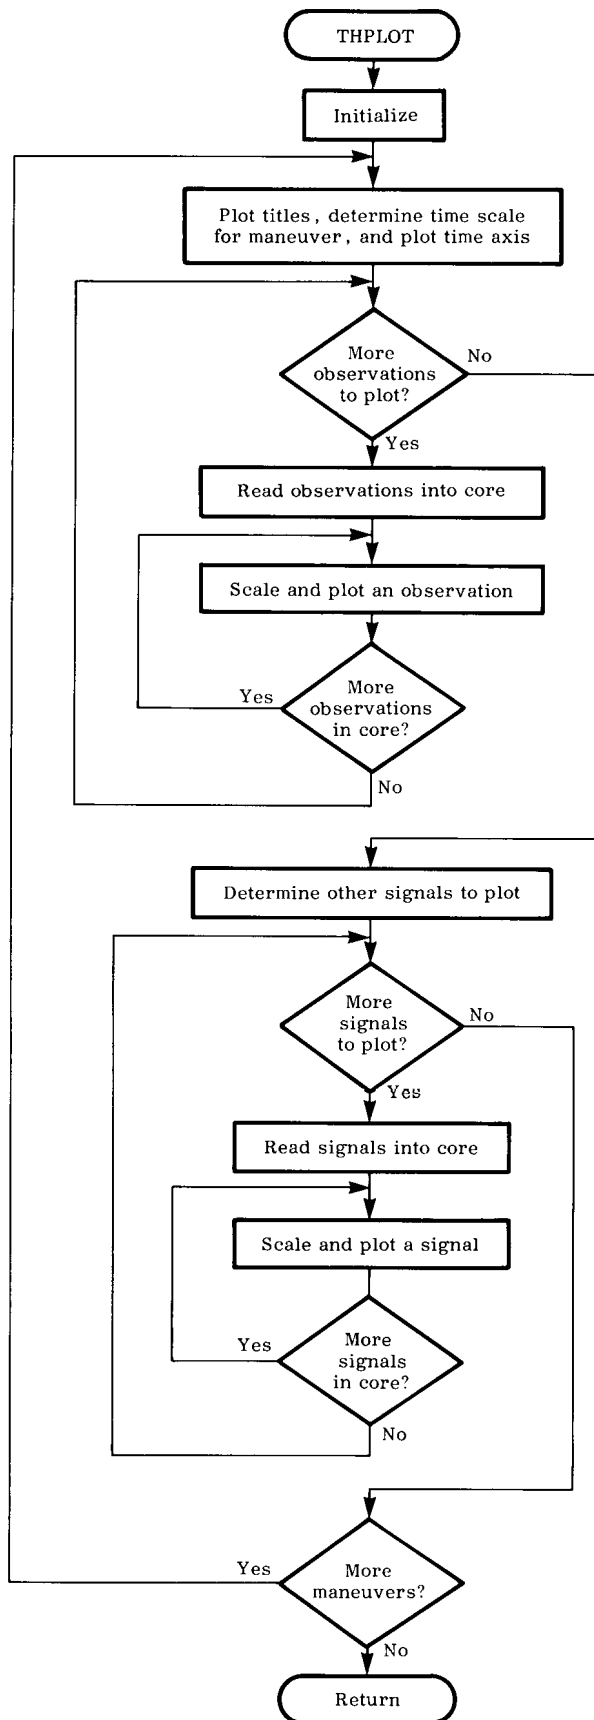 THPLOT
Initialize
Plot titles, determine time scale
for maneuver, and plot time axis
More
observations
to plot?
No
Yes
Read observations into core
Scale and plot an observation
Yes
More
observations
in core?
No
Determine other signals to plot
More
signals
to plot?
No
Yes
Read signals into core
Scale and plot a signal
Yes
More
signals
in core?
No
Yes
More
maneuvers?
No
Return